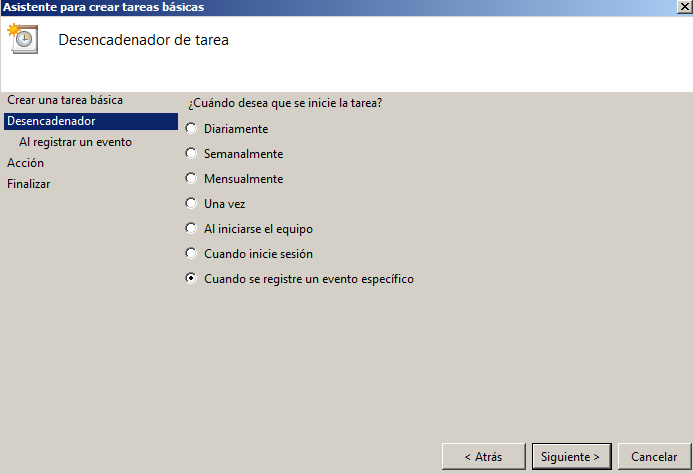 Asistente para crear tareas básicas
Desencadenador de tarea
Crear una tarea básica
Desencadenador
Al registrar un evento
Acción
Finalizar
¿Cuándo desea que se inicie la tarea?
Diariamente
Semanalmente
Mensualmente
Una vez
Al iniciarse el equipo
Cuando inicie sesión
Cuando se registre un evento específico
< Atrás
Siguiente >
Cancelar